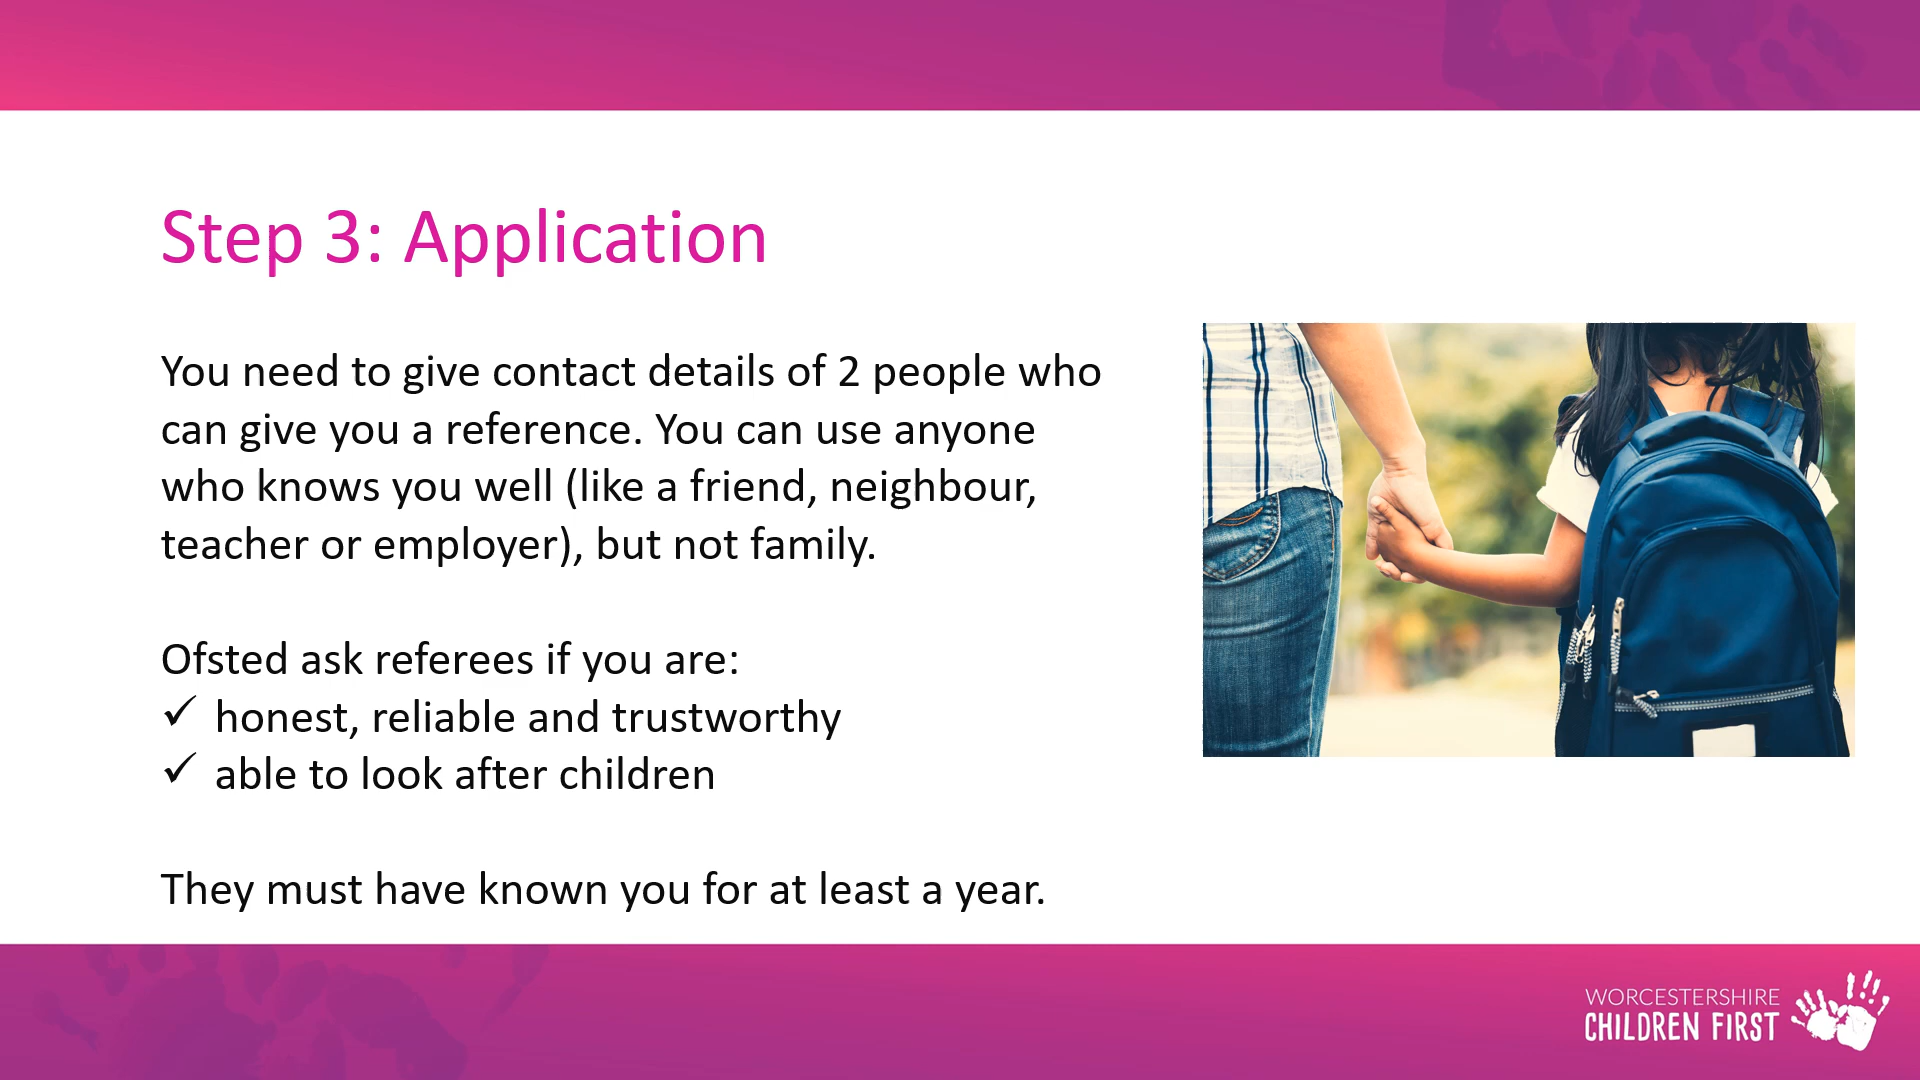 Step 3: Application
You need to give contact details of 2 people who
can give you a reference. You can use anyone
who knows you well (like a friend, neighbour,
teacher or employer), but not family.
Ofsted ask referees if you are:
✓ honest, reliable and trustworthy
✓ able to look after children
They must have known you for at least a year.
WORCESTERSHIRE
CHILDREN FIRST